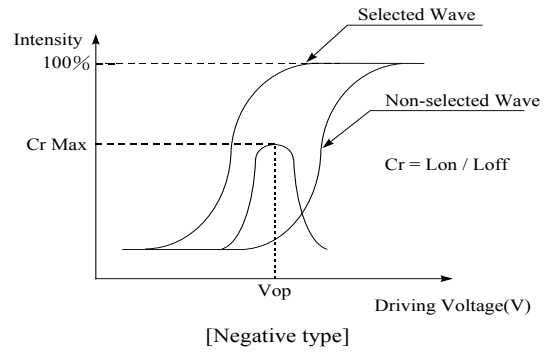 Selected Wave
Intensity
100%
Non-selected Wave
Cr Max
Cr = Lon / Loff
Vop
Driving Voltage(V)
[Negative type]